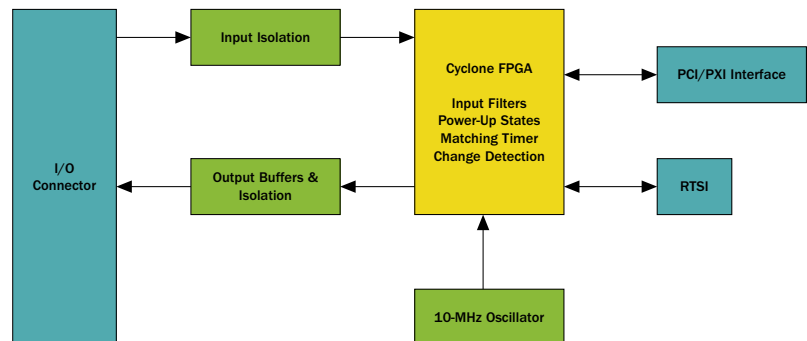 Input Isolation
Cyclone FPGA
Input Filters
Power-Up States
Matching Timer
Change Detection
PCI/PXI Interface
I/O
Connector
Output Buffers &
Isolation
RTSI
10-MHz Oscillator